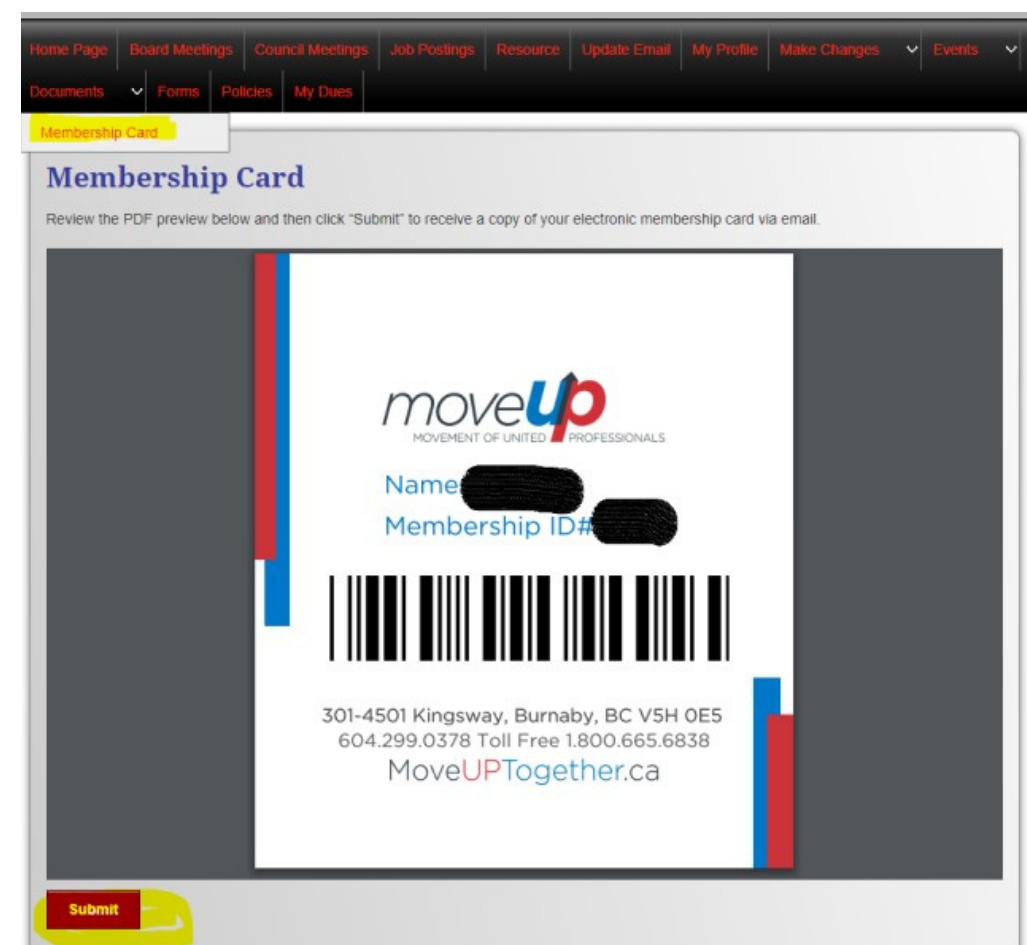 Home Page Board Meetings Council Meetings Job Postings Resource Update Email My Profile Make Changes Events
Documents Forms Policies My Dues
Membership Card
Membership Card
Review the PDF preview below and then click "Submit" to receive a copy of your electronic membership card via email.
moveup
MOVEMENT OF UNITED PROFESSIONALS
Name
Membership ID#
301-4501 Kingsway, Burnaby, BC V5H 0E5
604.299.0378 Toll Free 1.800.665.6838
MoveUPTogether.ca
Submit